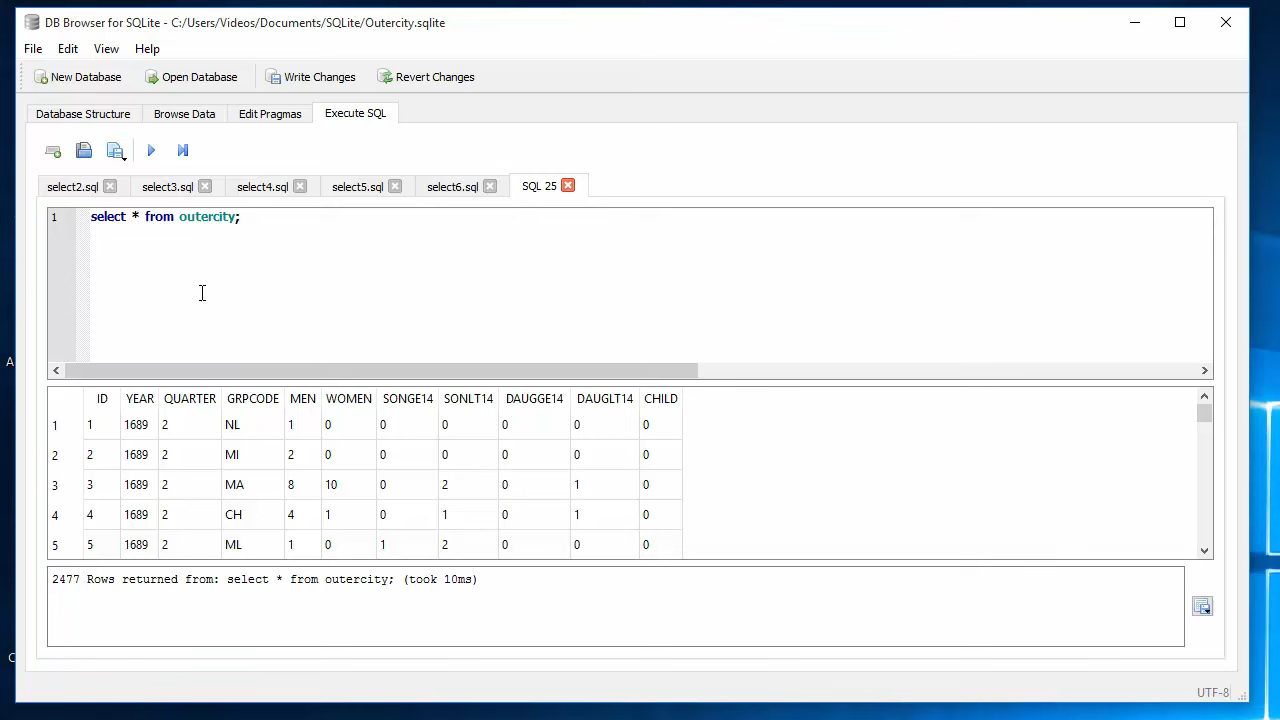 DB Browser for SQLite - C:/Users/Videos/Documents/SQLite/Outercity.sqlite
File Edit View Help
New Database Open Database Write Changes Revert Changes
Database Structure Browse Data Edit Pragmas Execute SQL
select2.sql select3.sql select4.sql select5.sql select6.sql SQL 25
1 select * from outercity;
A
ID YEAR QUARTER GRPCODE MEN WOMEN SONGE14 SONLT14 DAUGGE14 DAUGLT14 CHILD
1 1 1689 2 NL 1 0 0 0 0 0 0
2 2 1689 2 MI 2 0 0 0 0 0 0
3 3 1689 2 MA 8 10 0 2 0 1 0
4 4 1689 2 CH 4 1 0 1 0 1 0
5 5 1689 2 ML 1 0 1 2 0 0 0
2477 Rows returned from: select * from outercity; (took 10ms)
C
UTF-8